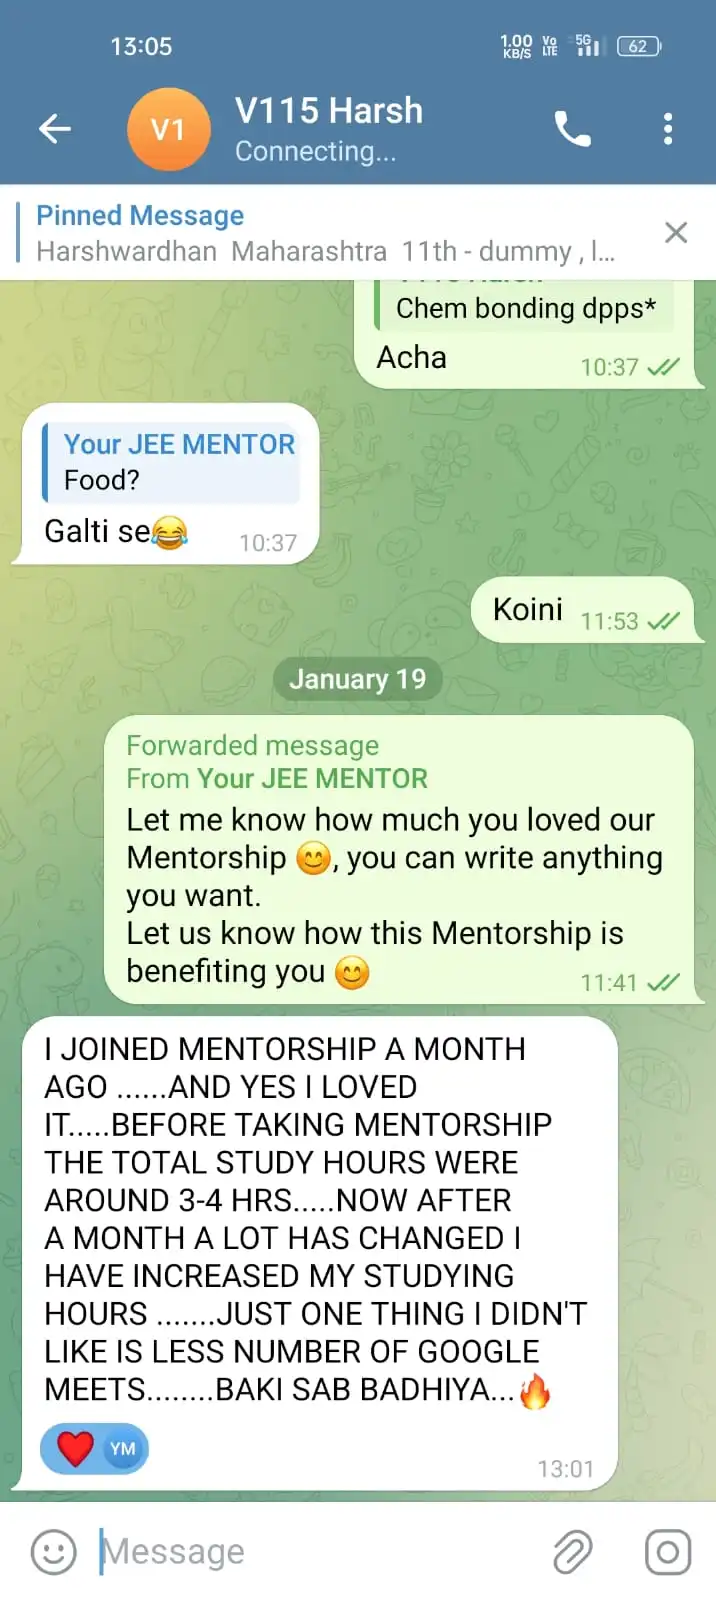 13:05
1.00 KB/S Vo LTE 5G 62
V1
V115 Harsh
Connecting...
Pinned Message
Harshwardhan Maharashtra 11th - dummy , l...
Chem bonding dpps*
Acha
10:37
Your JEE MENTOR
Food?
Galti se😂
10:37
Koini
11:53
January 19
Forwarded message
From Your JEE MENTOR
Let me know how much you loved our
Mentorship 😊, you can write anything
you want.
Let us know how this Mentorship is
benefiting you 😊
11:41
I JOINED MENTORSHIP A MONTH
AGO ......AND YES I LOVED
IT.....BEFORE TAKING MENTORSHIP
THE TOTAL STUDY HOURS WERE
AROUND 3-4 HRS.....NOW AFTER
A MONTH A LOT HAS CHANGED I
HAVE INCREASED MY STUDYING
HOURS .......JUST ONE THING I DIDN'T
LIKE IS LESS NUMBER OF GOOGLE
MEETS........BAKI SAB BADHIYA...🔥
❤️ YM
13:01
Message